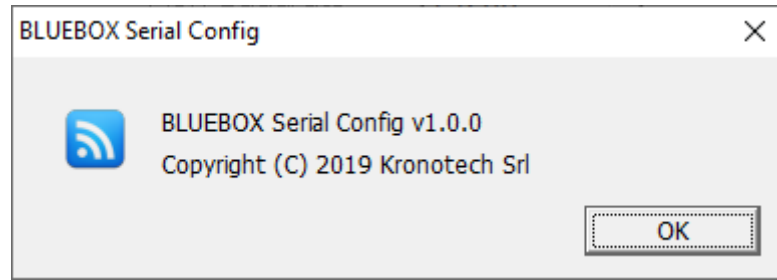 BLUEBOX Serial Config
BLUEBOX Serial Config v1.0.0
Copyright (C) 2019 Kronotech Srl
OK